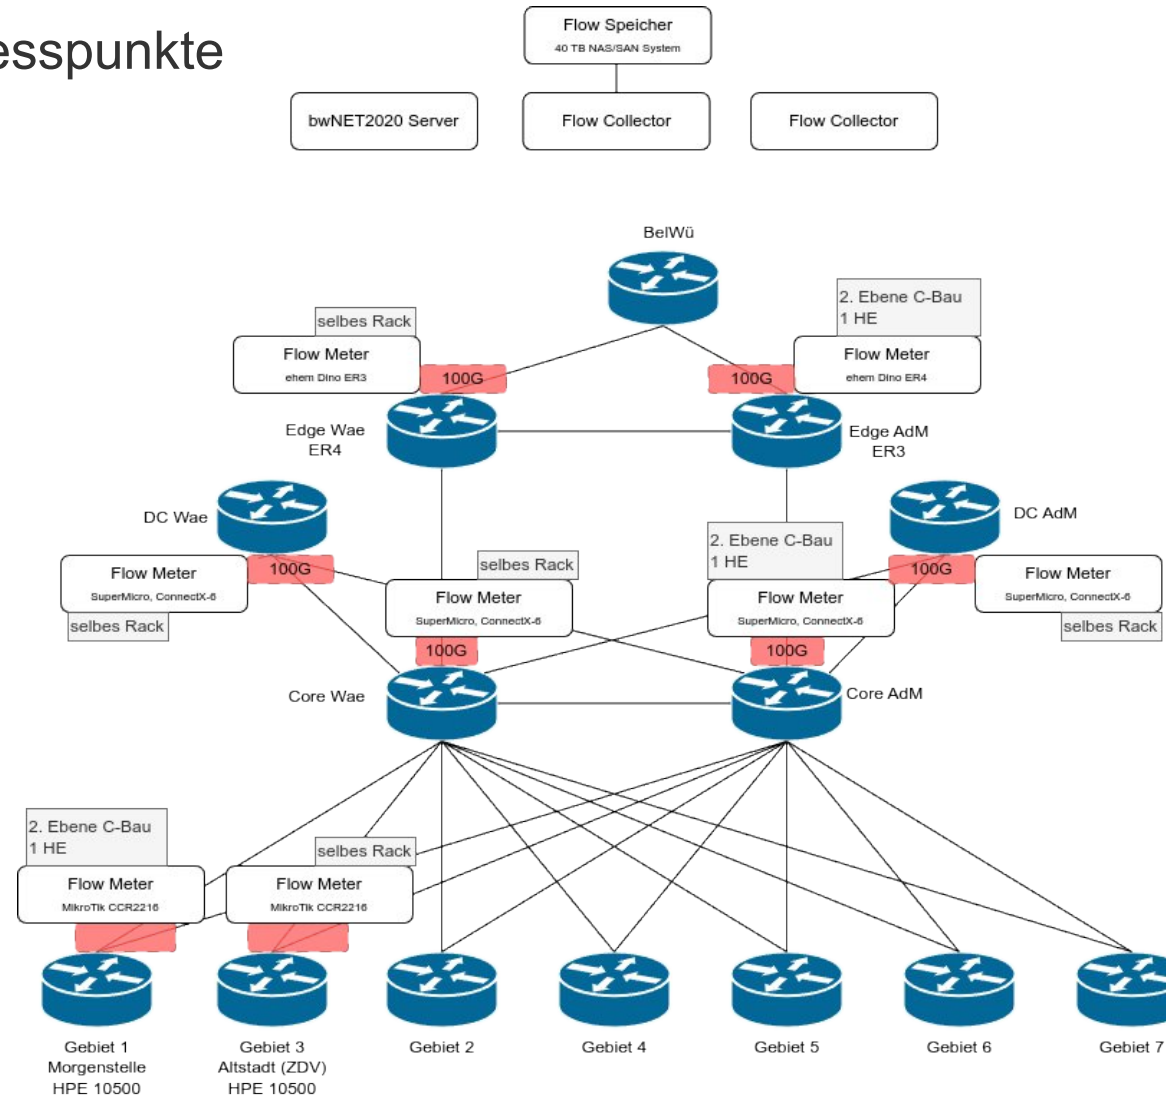 esspunkte
Flow Speicher
40 TB NAS/SAN System
bwNET2020 Server
Flow Collector
Flow Collector
BelWü
selbes Rack
2. Ebene C-Bau
1 HE
Flow Meter
ehem Dino ER3
Flow Meter
ehem Dino ER4
100G
100G
Edge Wae
ER4
Edge AdM
ER3
DC Wae
DC AdM
2. Ebene C-Bau
1 HE
selbes Rack
100G
100G
Flow Meter
SuperMicro, ConnectX-6
Flow Meter
SuperMicro, ConnectX-6
selbes Rack
Flow Meter
SuperMicro, ConnectX-6
Flow Meter
SuperMicro, ConnectX-6
selbes Rack
100G
100G
Core Wae
Core AdM
2. Ebene C-Bau
1 HE
selbes Rack
Flow Meter
MikroTik CCR2216
Flow Meter
MikroTik CCR2216
Gebiet 1
Morgenstelle
HPE 10500
Gebiet 3
Altstadt (ZDV)
HPE 10500
Gebiet 2
Gebiet 4
Gebiet 5
Gebiet 6
Gebiet 7